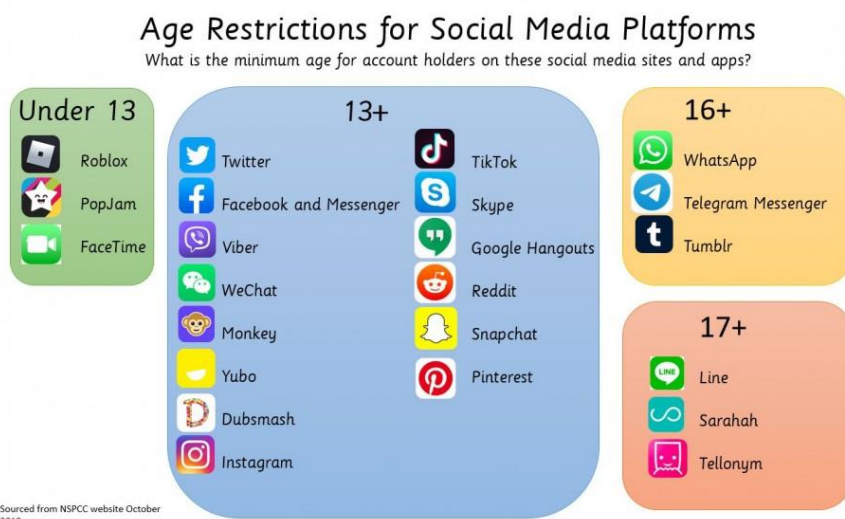 Age Restrictions for Social Media Platforms
What is the minimum age for account holders on these social media sites and apps?
Under 13
Roblox
PopJam
FaceTime
13+
Twitter
Facebook and Messenger
Viber
WeChat
Monkey
Yubo
Dubsmash
Instagram
TikTok
Skype
Google Hangouts
Reddit
Snapchat
Pinterest
16+
WhatsApp
Telegram Messenger
Tumblr
17+
LINE
Line
Sarahah
Tellonym
Sourced from NSPCC website October